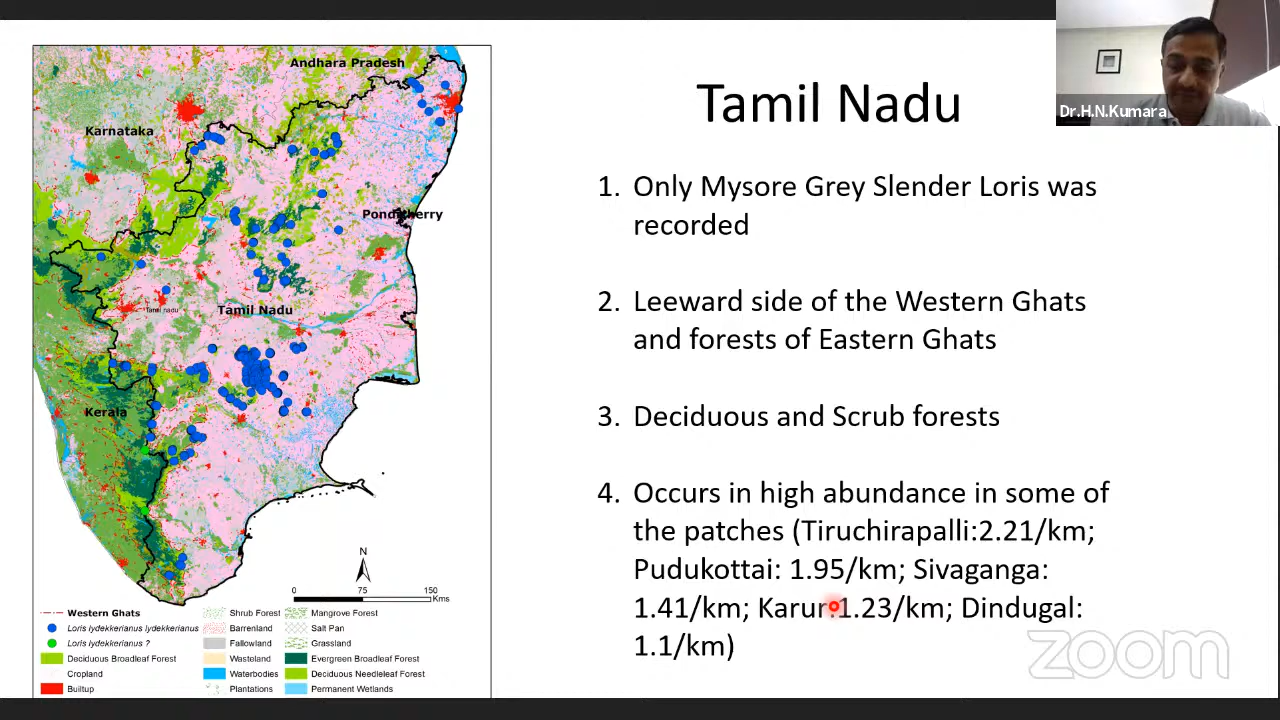 Tamil Nadu
Dr.H.N.Kumara
1. Only Mysore Grey Slender Loris was
recorded
2. Leeward side of the Western Ghats
and forests of Eastern Ghats
3. Deciduous and Scrub forests
4. Occurs in high abundance in some of
the patches (Tiruchirapalli:2.21/km;
Pudukottai: 1.95/km; Sivaganga:
1.41/km; Karur:1.23/km; Dindugal:
1.1/km)
Andhara Pradesh
Karnataka
Pondicherry
Tamil nadu
Tamil Nadu
Kerala
N
0 75 150
Kms
Western Ghats
Loris lydekkerianus lydekkerianus
Loris lydekkerianus ?
Deciduous Broadleaf Forest
Cropland
Builtup
Shrub Forest
Barrenland
Fallowland
Wasteland
Waterbodies
Plantations
Mangrove Forest
Salt Pan
Grassland
Evergreen Broadleaf Forest
Deciduous Needleleaf Forest
Permanent Wetlands
zoom